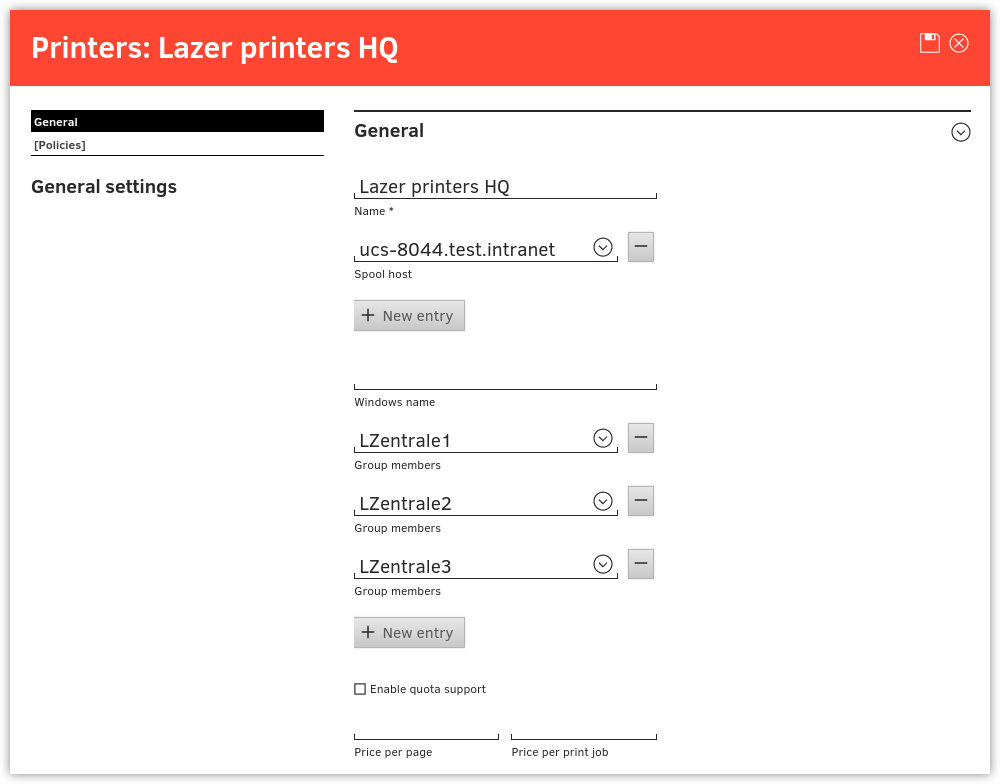 Printers: Lazer printers HQ
General
[Policies]
General settings
General
Lazer printers HQ
Name *
ucs-8044.test.intranet
Spool host
New entry
Windows name
LZentrale1
Group members
LZentrale2
Group members
LZentrale3
Group members
New entry
Enable quota support
Price per page
Price per print job